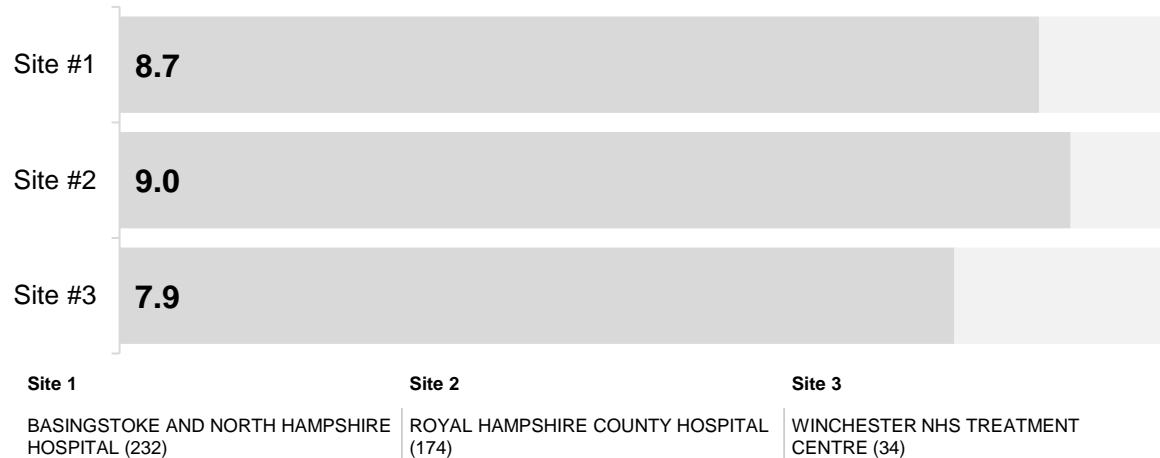 Site #1
8.7
Site #2
9.0
Site #3
7.9
Site 1
BASINGSTOKE AND NORTH HAMPSHIRE
HOSPITAL (232)
Site 2
ROYAL HAMPSHIRE COUNTY HOSPITAL
(174)
Site 3
WINCHESTER NHS TREATMENT
CENTRE (34)